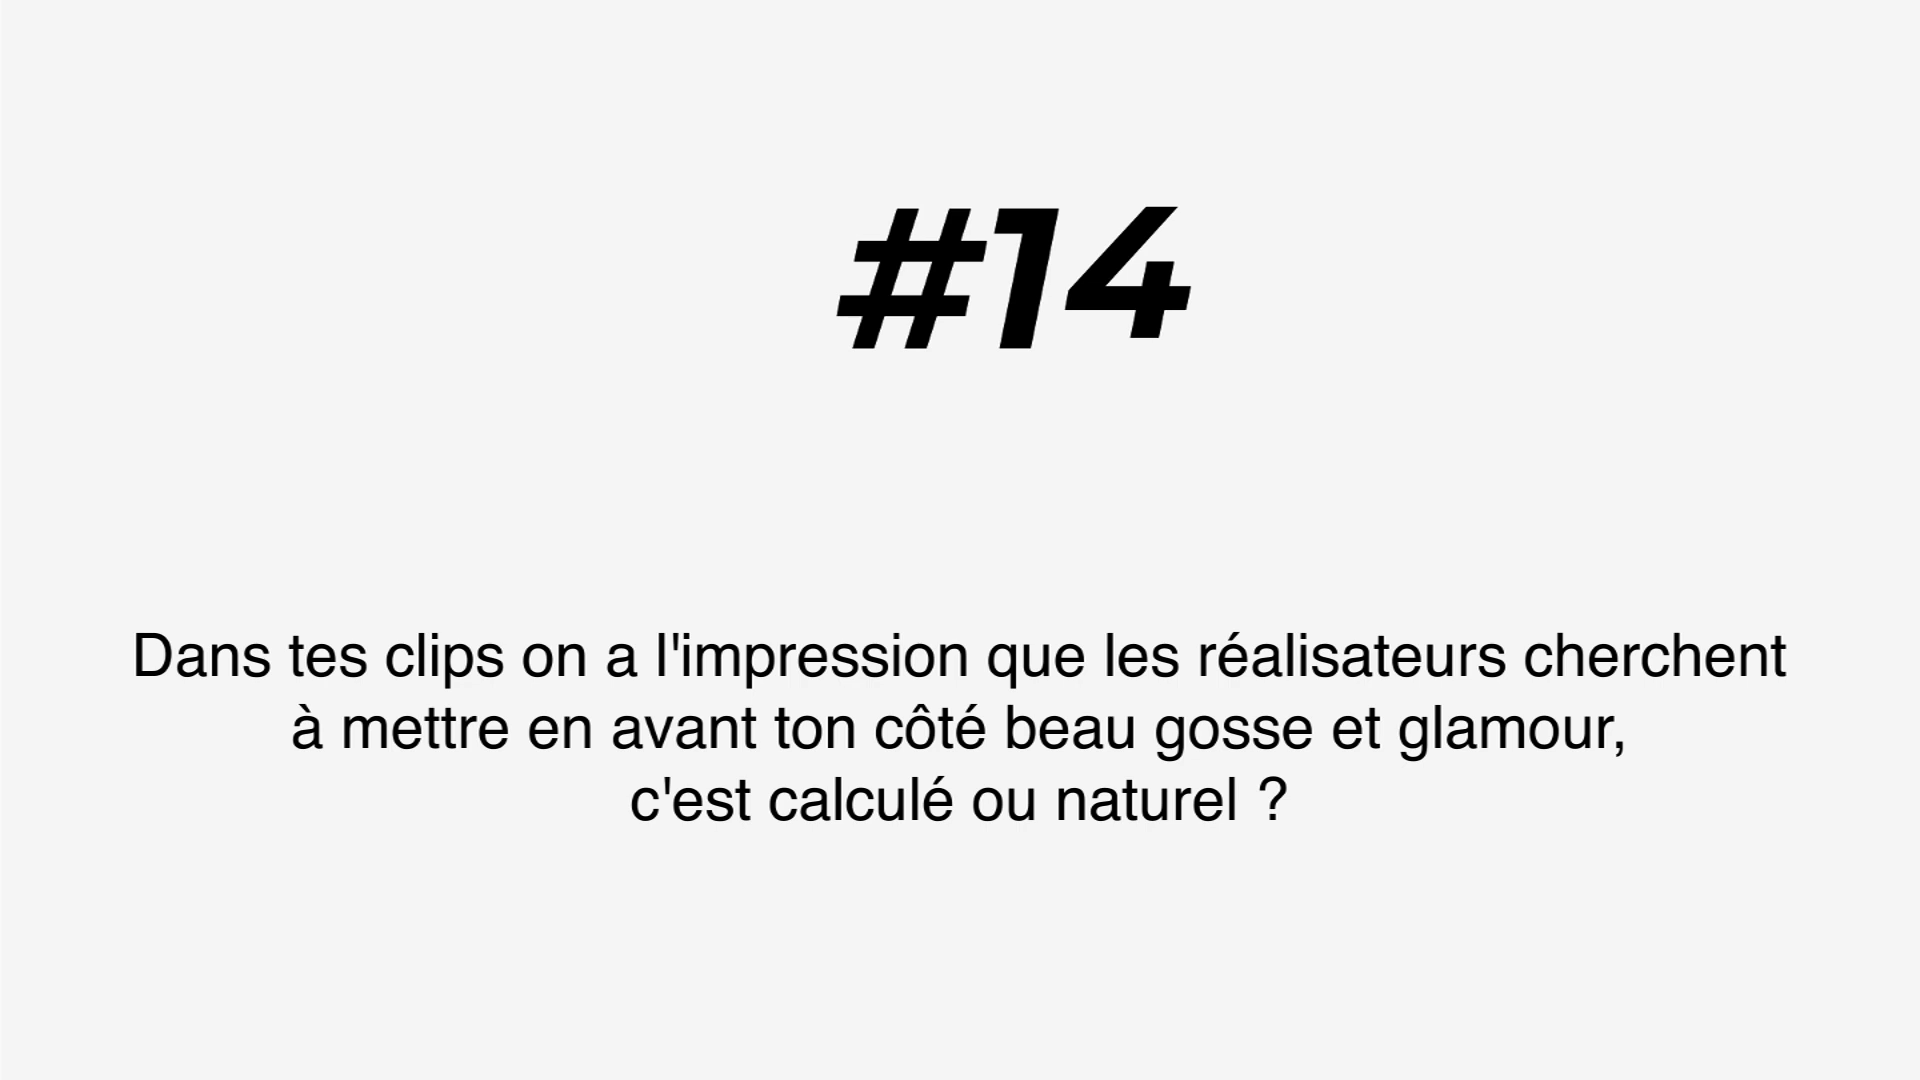 #14
Dans tes clips on a l'impression que les réalisateurs cherchent
à mettre en avant ton côté beau gosse et glamour,
c'est calculé ou naturel ?